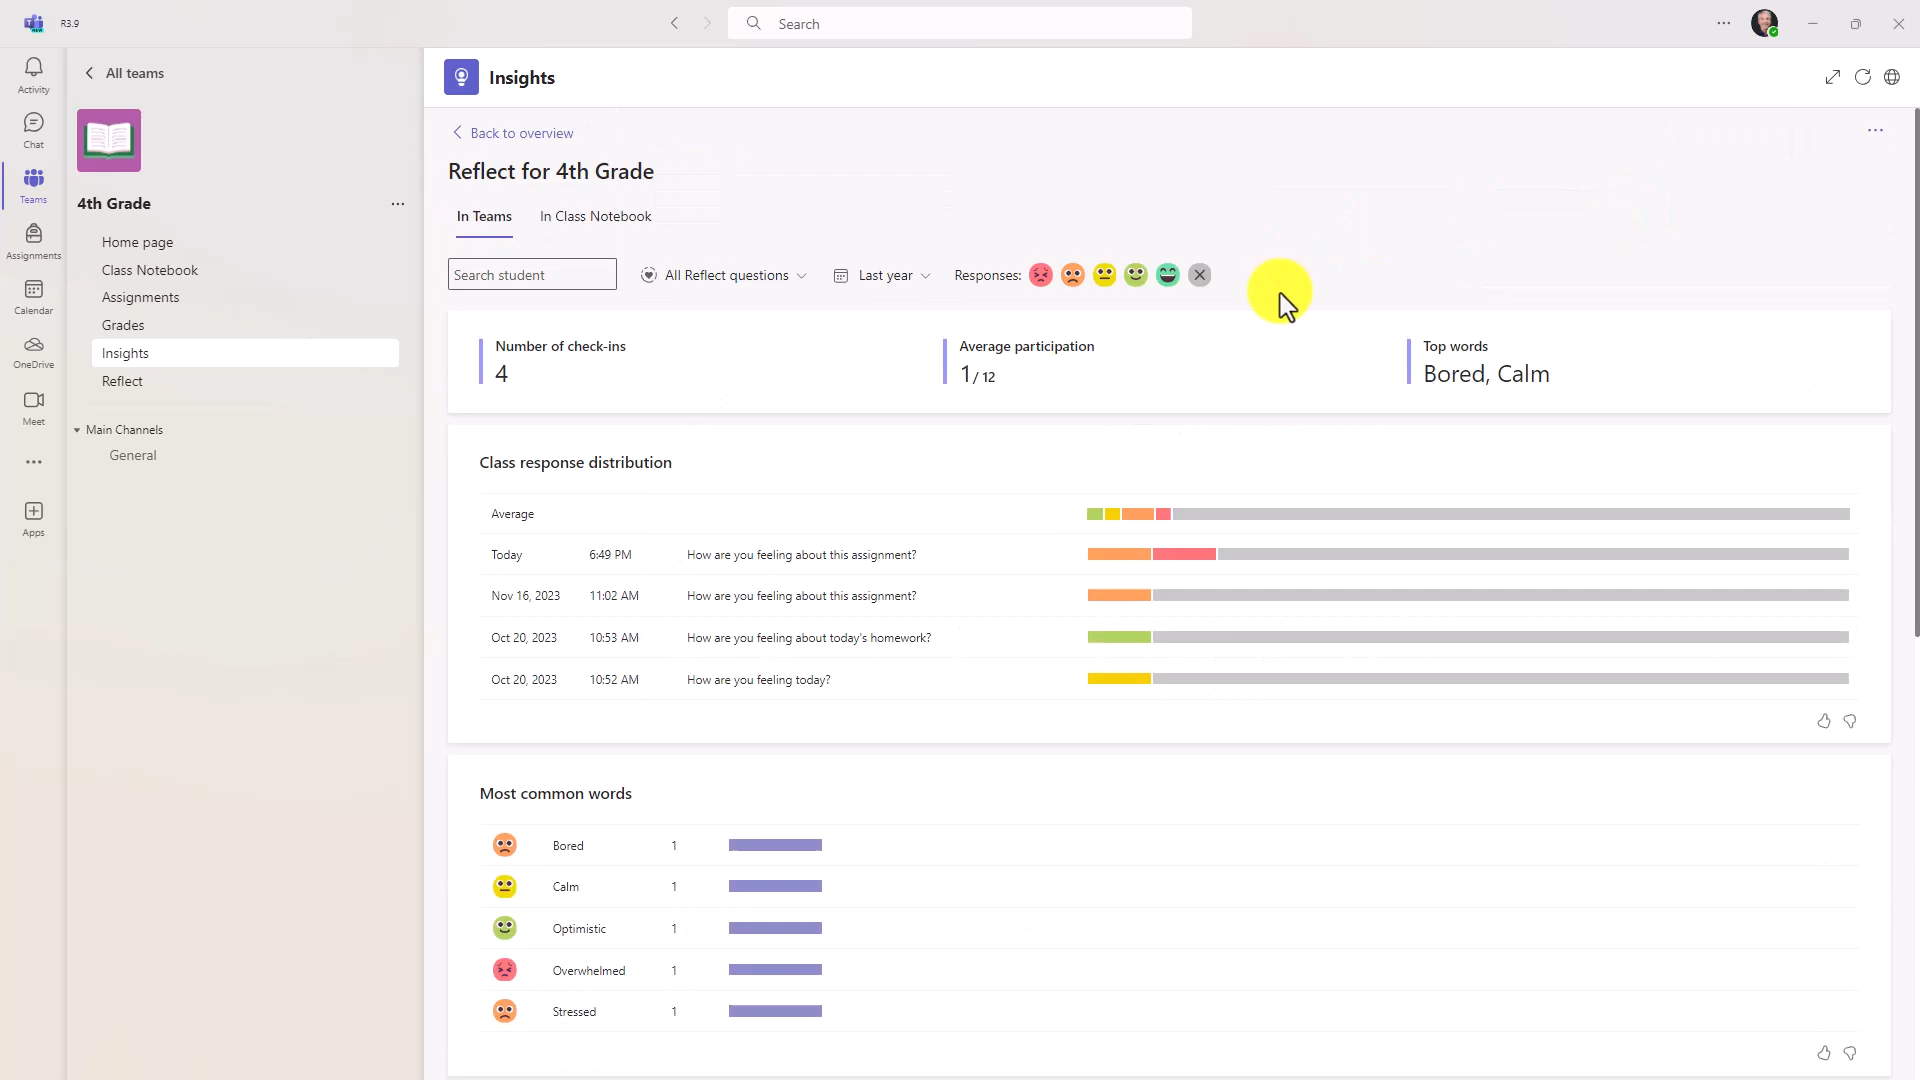 R3.9
Search
Activity
Chat
Teams
Assignments
Calendar
OneDrive
Meet
Apps
All teams
4th Grade
Home page
Class Notebook
Assignments
Grades
Insights
Reflect
Main Channels
General
Insights
Back to overview
Reflect for 4th Grade
In Teams In Class Notebook
Search student All Reflect questions Last year Responses:
Number of check-ins
4
Average participation
1/ 12
Top words
Bored, Calm
Class response distribution
Average
Today 6:49 PM How are you feeling about this assignment?
Nov 16, 2023 11:02 AM How are you feeling about this assignment?
Oct 20, 2023 10:53 AM How are you feeling about today's homework?
Oct 20, 2023 10:52 AM How are you feeling today?
Most common words
Bored 1
Calm 1
Optimistic 1
Overwhelmed 1
Stressed 1